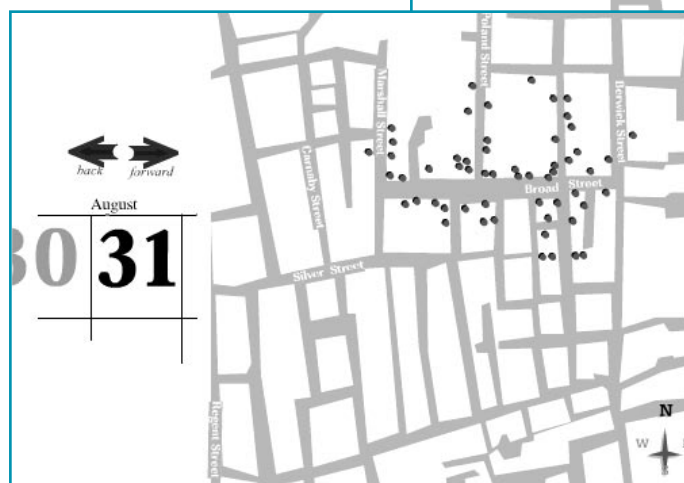 back forward
August
30 31
Marshall Street
Poland Street
Berwick Street
Carnaby Street
Broad Street
Silver Street
Regent Street
N
W